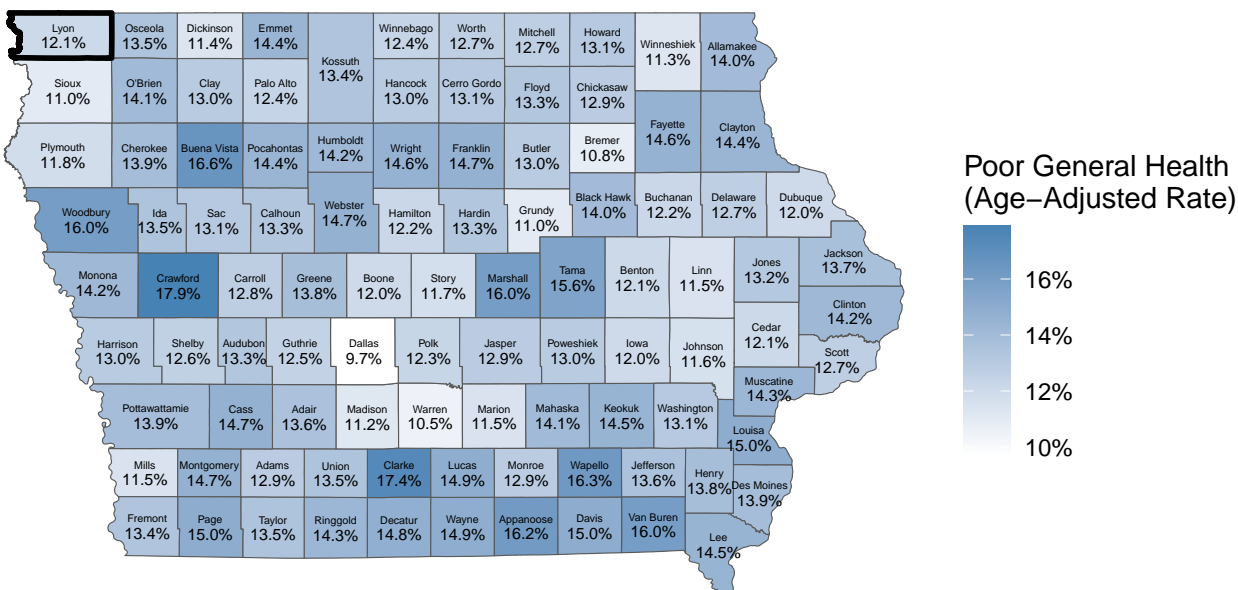 Lyon
12.1%
Osceola
13.5%
Dickinson
11.4%
Emmet
14.4%
Kossuth
13.4%
Winnebago
12.4%
Worth
12.7%
Mitchell
12.7%
Howard
13.1%
Winneshiek
11.3%
Allamakee
14.0%
Sioux
11.0%
O'Brien
14.1%
Clay
13.0%
Palo Alto
12.4%
Hancock
13.0%
Cerro Gordo
13.1%
Floyd
13.3%
Chickasaw
12.9%
Fayette
14.6%
Clayton
14.4%
Plymouth
11.8%
Cherokee
13.9%
Buena Vista
16.6%
Pocahontas
14.4%
Humboldt
14.2%
Wright
14.6%
Franklin
14.7%
Butler
13.0%
Bremer
10.8%
Woodbury
16.0%
Ida
13.5%
Sac
13.1%
Calhoun
13.3%
Webster
14.7%
Hamilton
12.2%
Hardin
13.3%
Grundy
11.0%
Black Hawk
14.0%
Buchanan
12.2%
Delaware
12.7%
Dubuque
12.0%
Monona
14.2%
Crawford
17.9%
Carroll
12.8%
Greene
13.8%
Boone
12.0%
Story
11.7%
Marshall
16.0%
Tama
15.6%
Benton
12.1%
Linn
11.5%
Jones
13.2%
Jackson
13.7%
Clinton
14.2%
Harrison
13.0%
Shelby
12.6%
Audubon
13.3%
Guthrie
12.5%
Dallas
9.7%
Polk
12.3%
Jasper
12.9%
Poweshiek
13.0%
Iowa
12.0%
Johnson
11.6%
Cedar
12.1%
Scott
12.7%
Muscatine
14.3%
Pottawattamie
13.9%
Cass
14.7%
Adair
13.6%
Madison
11.2%
Warren
10.5%
Marion
11.5%
Mahaska
14.1%
Keokuk
14.5%
Washington
13.1%
Louisa
15.0%
Mills
11.5%
Montgomery
14.7%
Adams
12.9%
Union
13.5%
Clarke
17.4%
Lucas
14.9%
Monroe
12.9%
Wapello
16.3%
Jefferson
13.6%
Henry
13.8%
Des Moines
13.9%
Fremont
13.4%
Page
15.0%
Taylor
13.5%
Ringgold
14.3%
Decatur
14.8%
Wayne
14.9%
Appanoose
16.2%
Davis
15.0%
Van Buren
16.0%
Lee
14.5%
Poor General Health
(Age−Adjusted Rate)
16%
14%
12%
10%